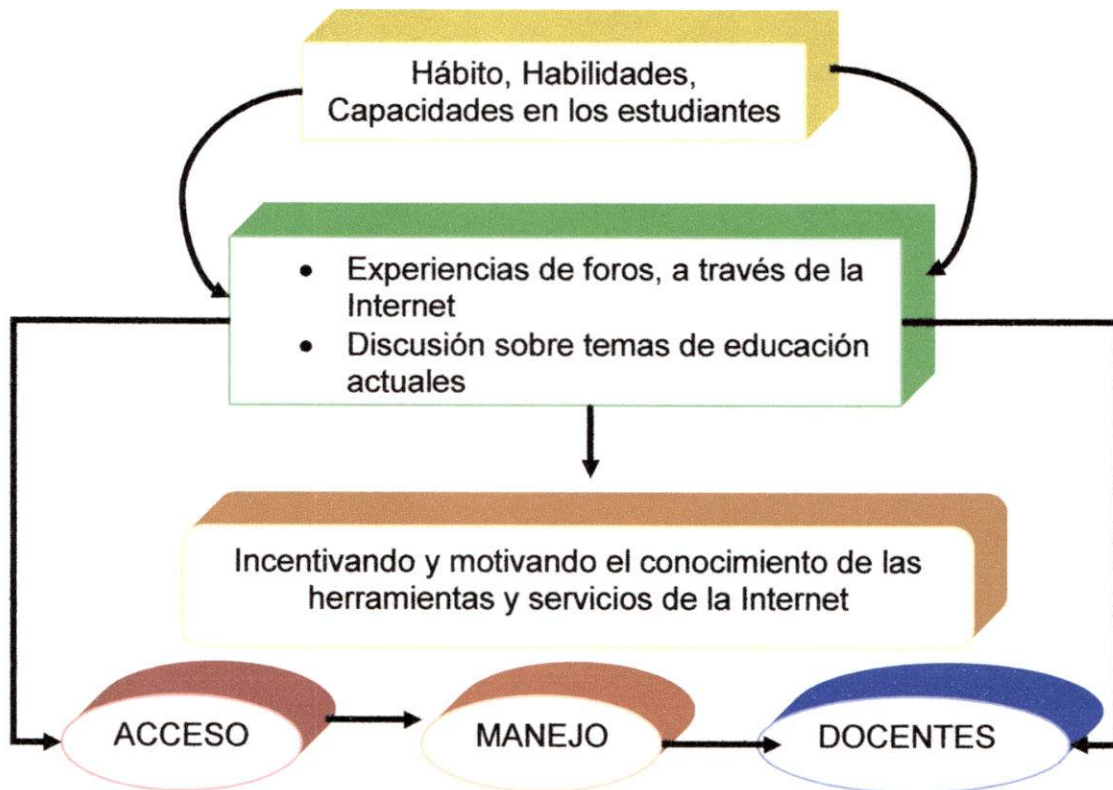 Hábito, Habilidades,
Capacidades en los estudiantes
• Experiencias de foros, a través de la
Internet
• Discusión sobre temas de educación
actuales
Incentivando y motivando el conocimiento de las
herramientas y servicios de la Internet
ACCESO
MANEJO
DOCENTES